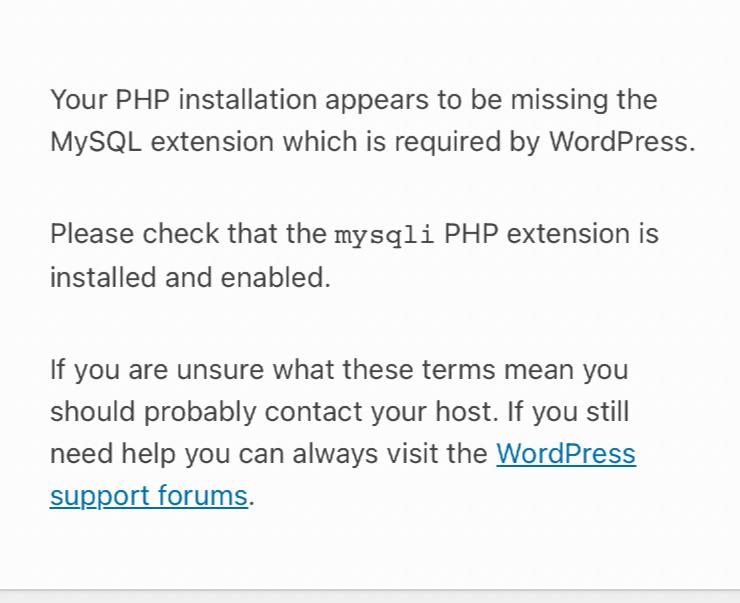 Your PHP installation appears to be missing the
MySQL extension which is required by WordPress.
Please check that the mysqli PHP extension is
installed and enabled.
If you are unsure what these terms mean you
should probably contact your host. If you still
need help you can always visit the WordPress
support forums.